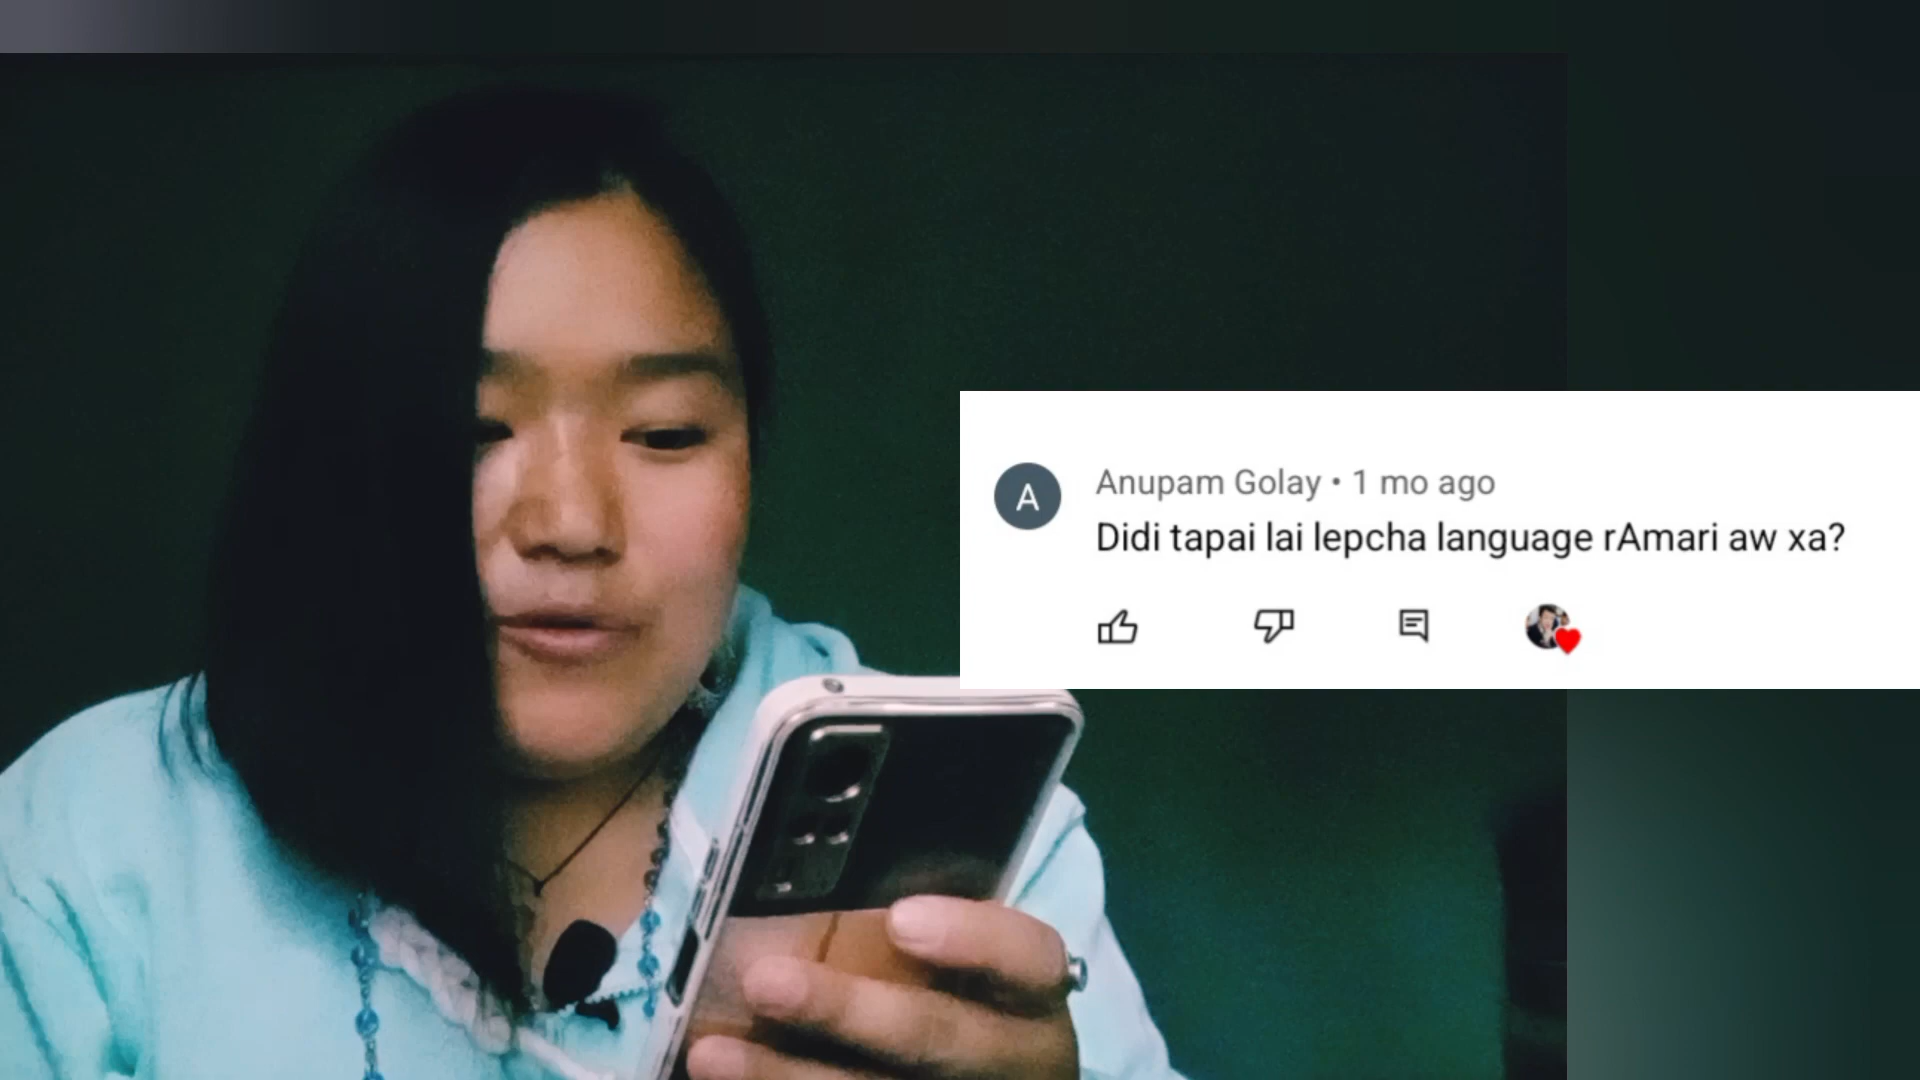 A
Anupam Golay • 1 mo ago
Didi tapai lai lepcha language rAmari aw xa?